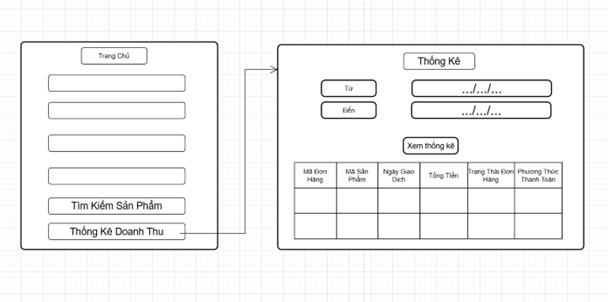 Trang Chủ
Tìm Kiếm Sản Phẩm
Thống Kê Doanh Thu
Thống Kê
Từ
.../.../...
Đến
.../.../...
Xem thống kê
Mã Đơn
Hàng
Mã Sản
Phẩm
Ngày Giao
Dịch
Tổng Tiền
Trạng Thái Đơn
Hàng
Phương Thức
Thanh Toán